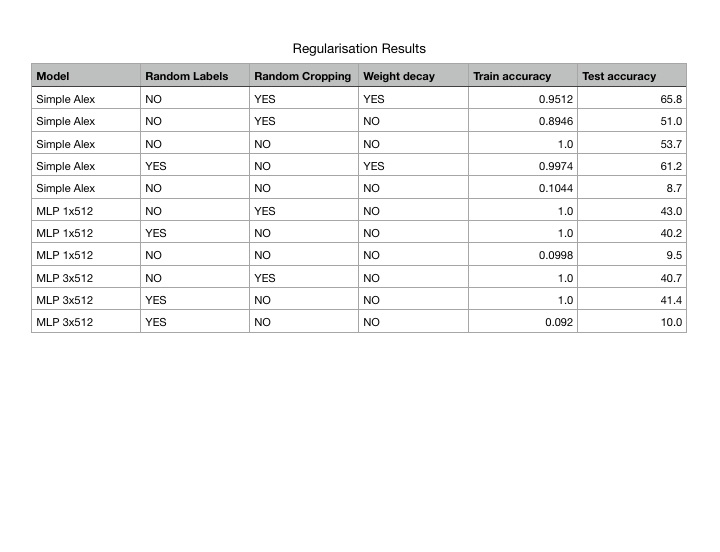 Regularisation Results
Model Random Labels Random Cropping Weight decay Train accuracy Test accuracy
Simple Alex NO YES YES 0.9512 65.8
Simple Alex NO YES NO 0.8946 51.0
Simple Alex NO NO NO 1.0 53.7
Simple Alex YES NO YES 0.9974 61.2
Simple Alex NO NO NO 0.1044 8.7
MLP 1x512 NO YES NO 1.0 43.0
MLP 1x512 YES NO NO 1.0 40.2
MLP 1x512 NO NO NO 0.0998 9.5
MLP 3x512 NO YES NO 1.0 40.7
MLP 3x512 YES NO NO 1.0 41.4
MLP 3x512 YES NO NO 0.092 10.0